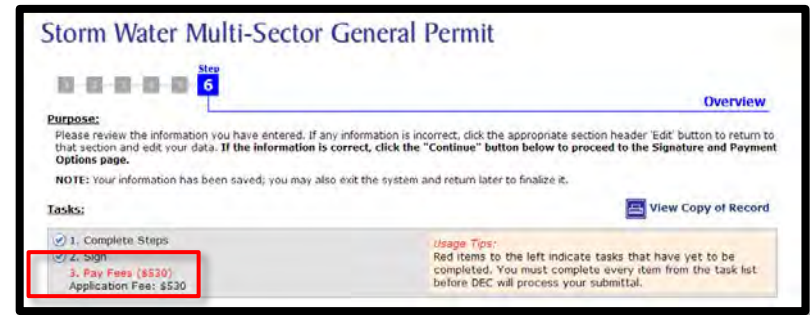 Storm Water Multi-Sector General Permit
Step
1 2 3 4 5 6
Overview
Purpose:
Please review the information you have entered. If any information is incorrect, click the appropriate section header 'Edit' button to return to
that section and edit your data. If the information is correct, click the "Continue" button below to proceed to the Signature and Payment
Options page.
NOTE: Your information has been saved; you may also exit the system and return later to finalize it.
Tasks:
View Copy of Record
1. Complete Steps
2. Sign
3. Pay Fees ($530)
Application Fee: $530
Usage Tips:
Red items to the left indicate tasks that have yet to be
completed. You must complete every item from the task list
before DEC will process your submittal.